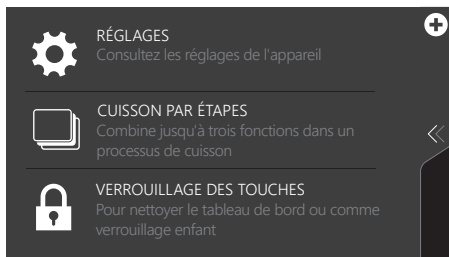 RÉGLAGES
Consultez les réglages de l'appareil
CUISSON PAR ÉTAPES
Combine jusqu'à trois fonctions dans un
processus de cuisson
VERROUILLAGE DES TOUCHES
Pour nettoyer le tableau de bord ou comme
verrouillage enfant